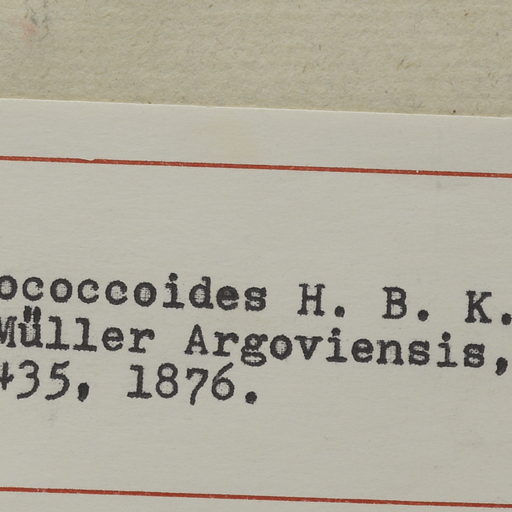 ococcoides H. B. K.
Müller Argoviensis,
435, 1876.